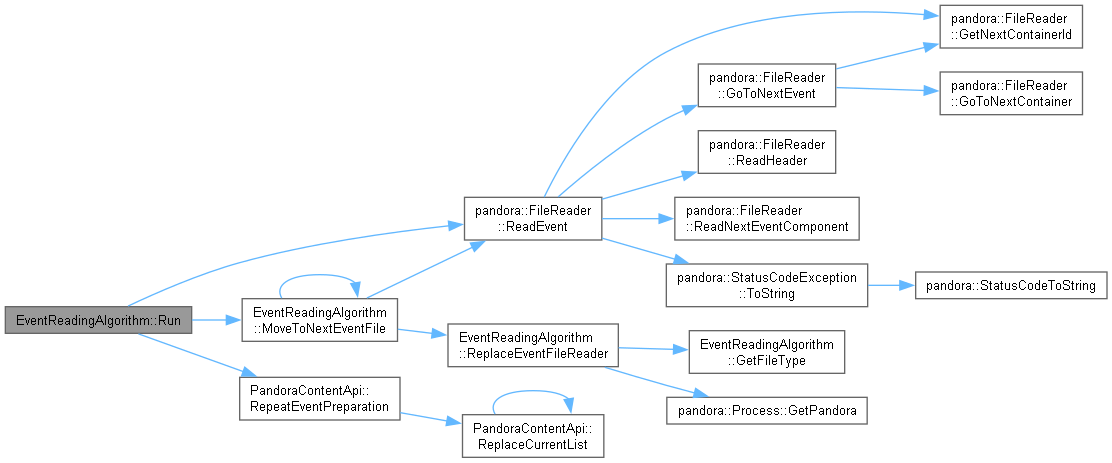 pandora::FileReader
::GetNextContainerId
pandora::FileReader
::GoToNextEvent
pandora::FileReader
::GoToNextContainer
pandora::FileReader
::ReadHeader
pandora::FileReader
::ReadEvent
pandora::FileReader
::ReadNextEventComponent
pandora::StatusCodeException
::ToString
pandora::StatusCodeToString
EventReadingAlgorithm::Run
EventReadingAlgorithm
::MoveToNextEventFile
EventReadingAlgorithm
::ReplaceEventFileReader
EventReadingAlgorithm
::GetFileType
PandoraContentApi::
RepeatEventPreparation
pandora::Process::GetPandora
PandoraContentApi::
ReplaceCurrentList